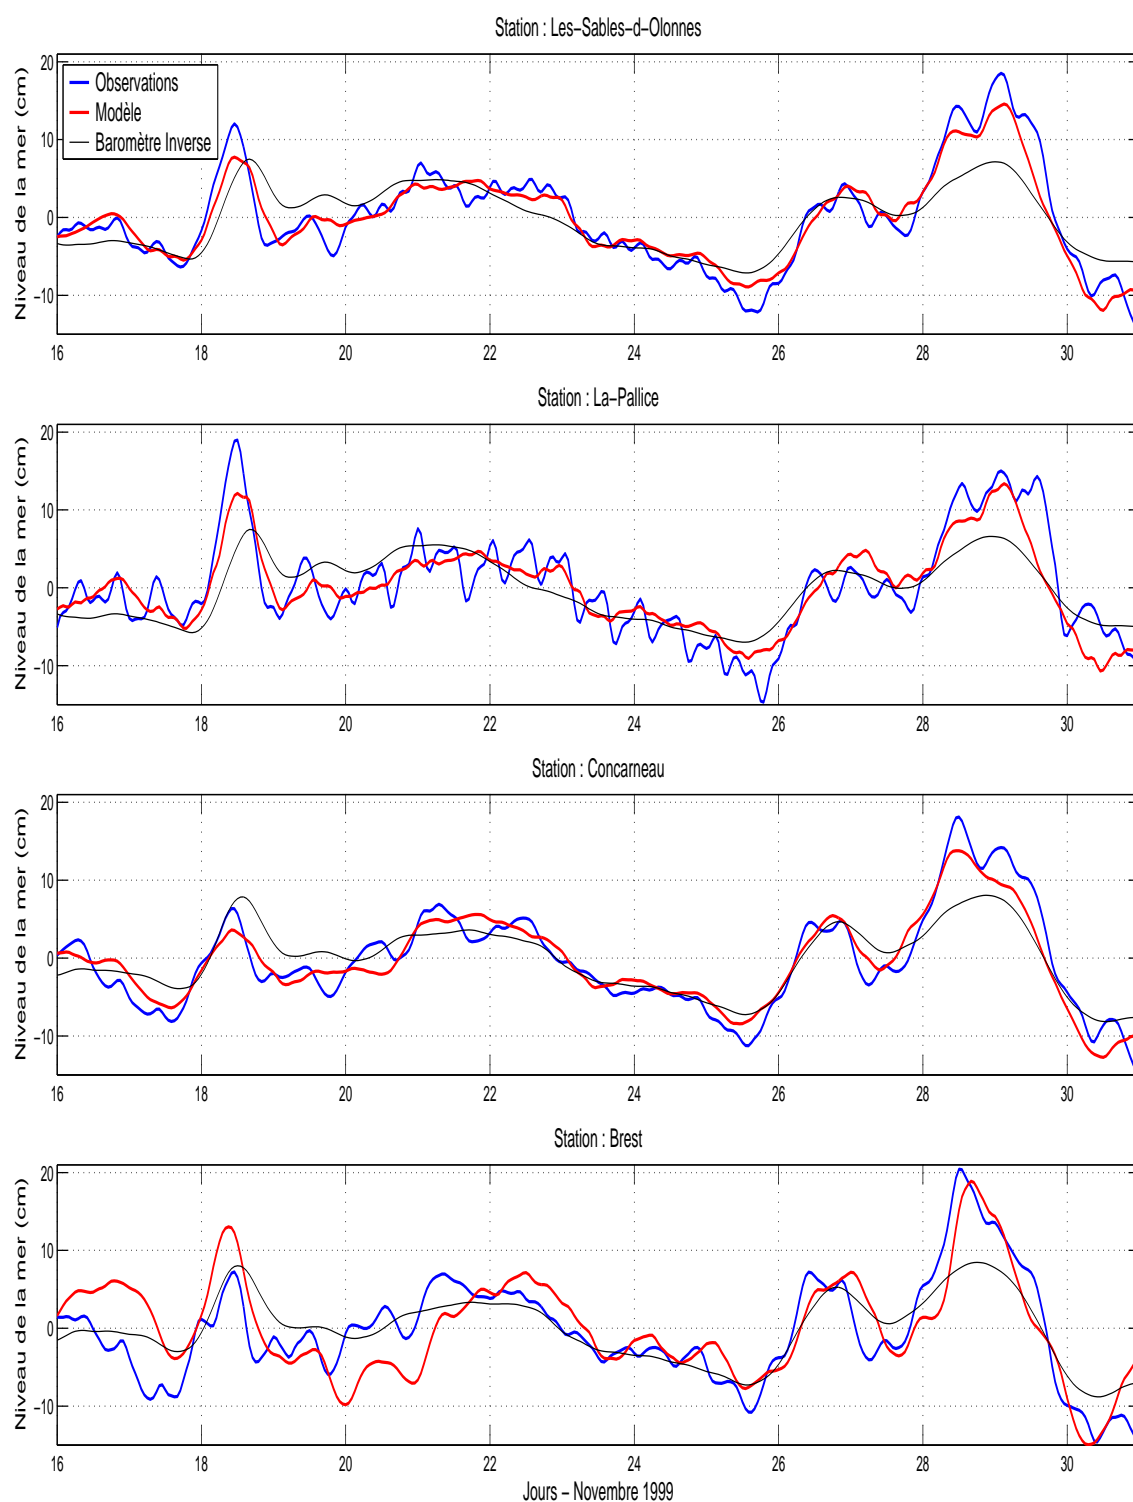 Station : Les-Sables-d-Olonnes
Niveau de la mer (cm)
20
10
0
-10
Observations
Modèle
Baromètre Inverse
16 18 20 22 24 26 28 30
Station : La-Pallice
Niveau de la mer (cm)
20
10
0
-10
16 18 20 22 24 26 28 30
Station : Concarneau
Niveau de la mer (cm)
20
10
0
-10
16 18 20 22 24 26 28 30
Station : Brest
Niveau de la mer (cm)
20
10
0
-10
16 18 20 22 24 26 28 30
Jours - Novembre 1999